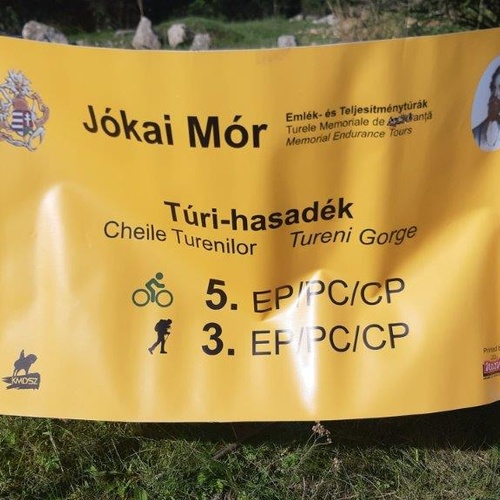 Jókai Mór
Emlék- és Teljesítménytúrák
Turele Memoriale de
Memorial Endurance Tours
Túri-hasadék
Cheile Turenilor
Tureni Gorge
5. EP/PC/CP
3. EP/PC/CP
KMDSZ